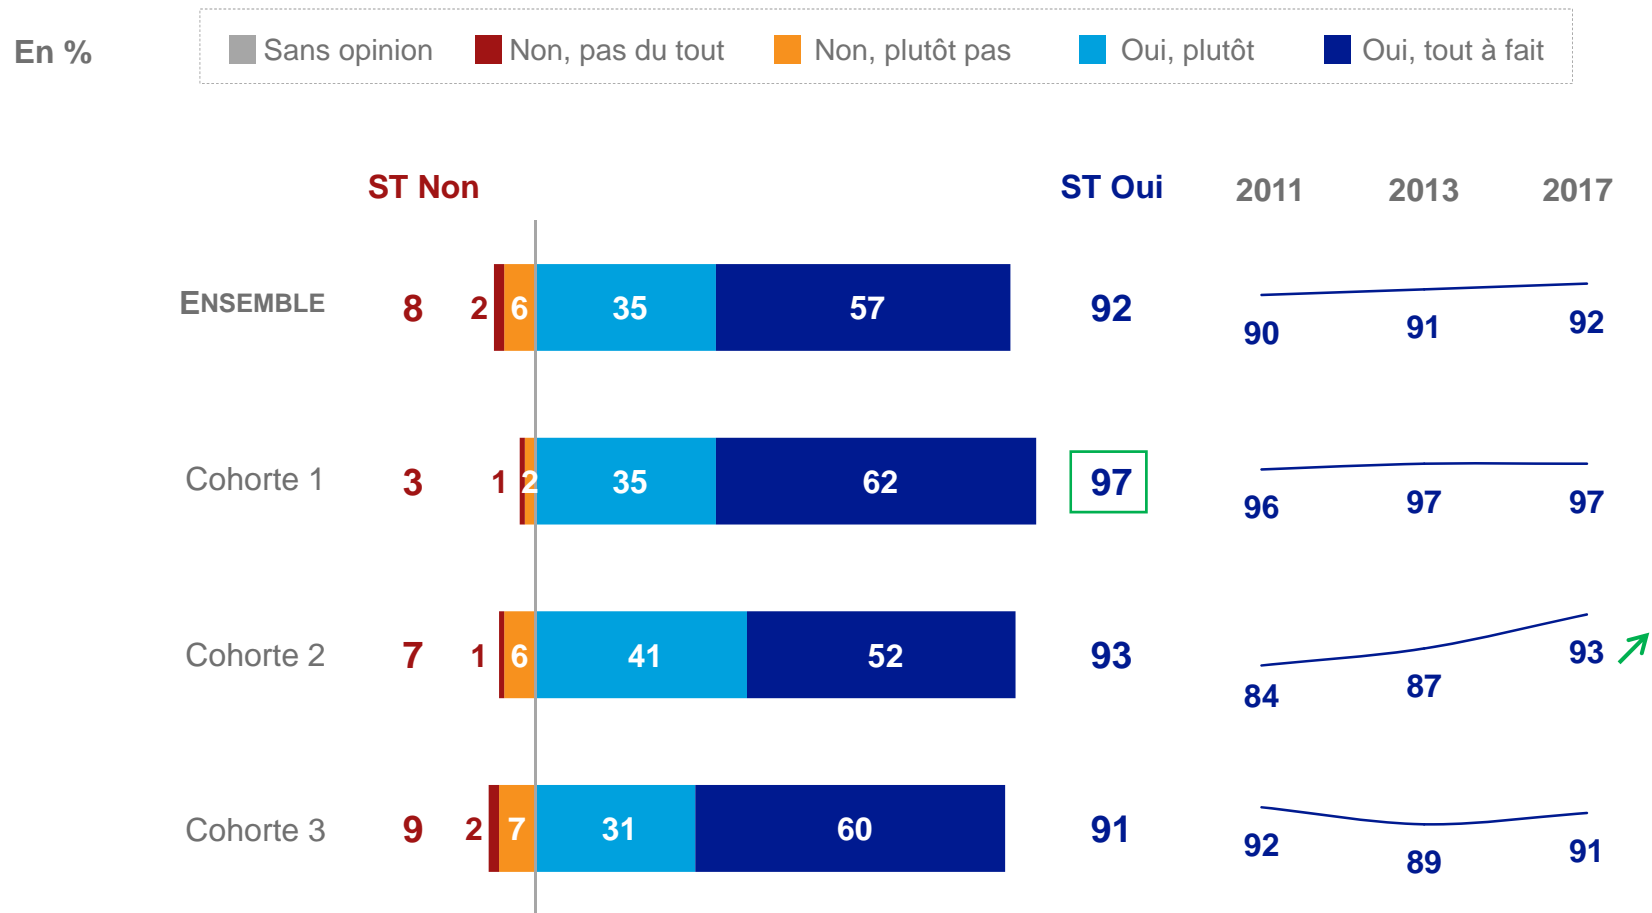 En %
Sans opinion Non, pas du tout Non, plutôt pas Oui, plutôt Oui, tout à fait
ST Non ST Oui 2011 2013 2017
ENSEMBLE 8 2 6 35 57 92 90 91 92
Cohorte 1 3 1 2 35 62 97 96 97 97
Cohorte 2 7 1 6 41 52 93 84 87 93
Cohorte 3 9 2 7 31 60 91 92 89 91